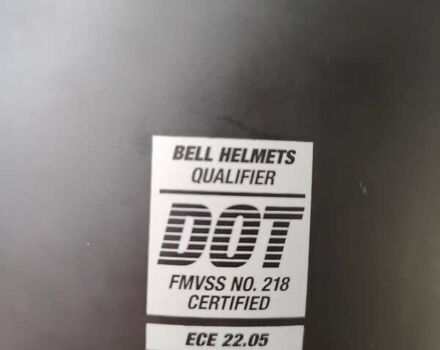 BELL HELMETS
QUALIFIER
DOT
FMVSS NO. 218
CERTIFIED
ECE 22.05